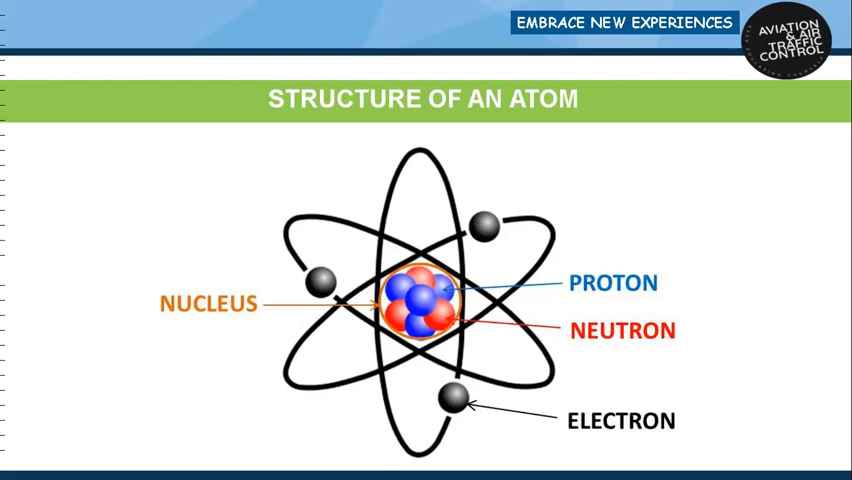 EMBRACE NEW EXPERIENCES
AVIATION
& AIR
TRAFFIC
CONTROL
STRUCTURE OF AN ATOM
PROTON
NUCLEUS
NEUTRON
ELECTRON